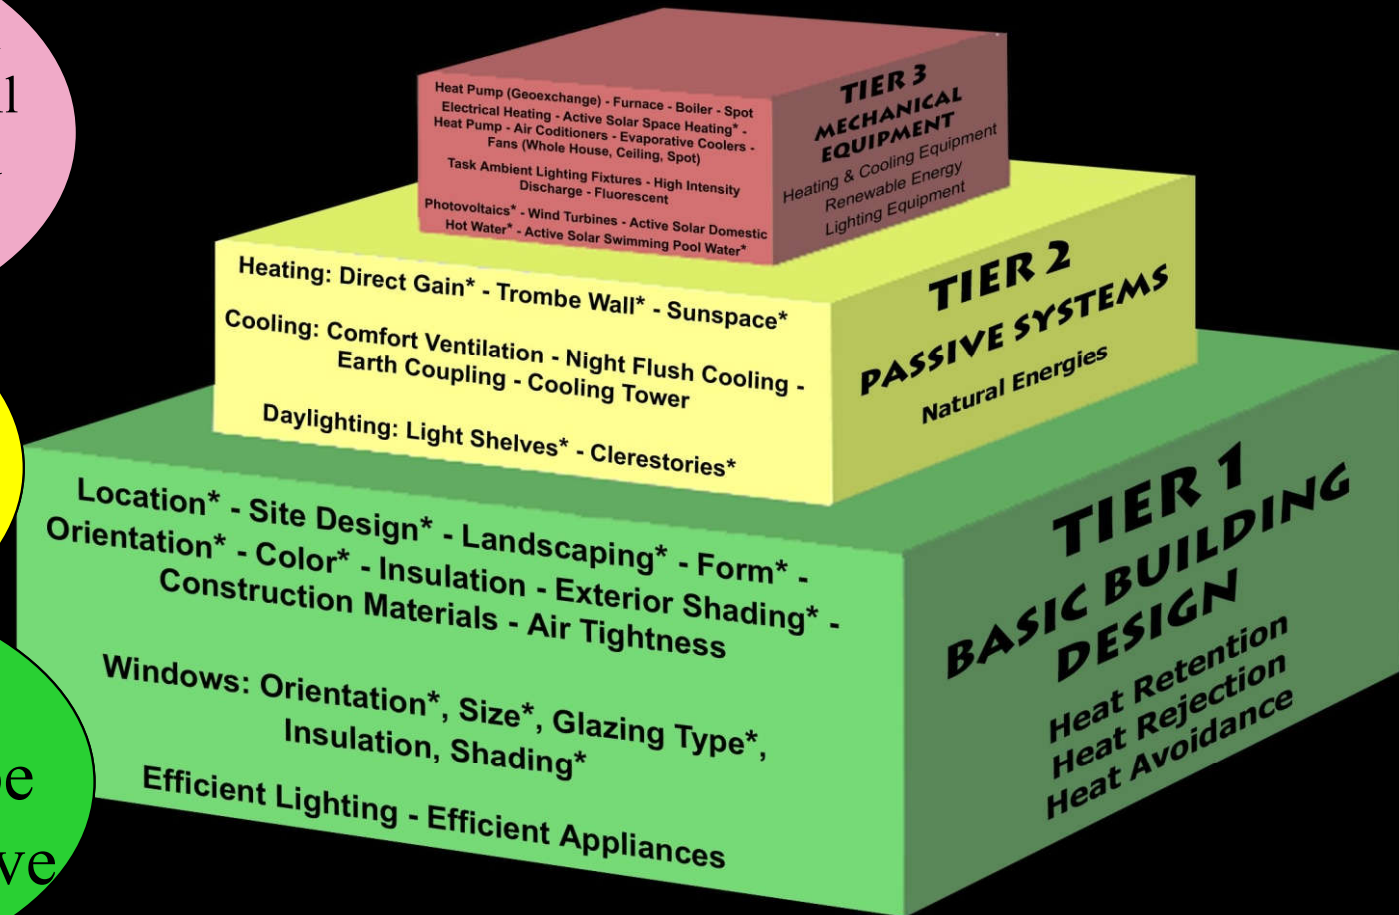 Heat Pump (Geoexchange) - Furnace - Boiler - Spot
Electrical Heating - Active Solar Space Heating* -
Heat Pump - Air Coditioners - Evaporative Coolers -
Fans (Whole House, Ceiling, Spot)
Task Ambient Lighting Fixtures - High Intensity
Discharge - Fluorescent
Photovoltaics* - Wind Turbines - Active Solar Domestic
Hot Water* - Active Solar Swimming Pool Water*
TIER 3
MECHANICAL
EQUIPMENT
Heating & Cooling Equipment
Renewable Energy
Lighting Equipment
Heating: Direct Gain* - Trombe Wall* - Sunspace*
Cooling: Comfort Ventilation - Night Flush Cooling -
Earth Coupling - Cooling Tower
Daylighting: Light Shelves* - Clerestories*
TIER 2
PASSIVE SYSTEMS
Natural Energies
Location* - Site Design* - Landscaping* - Form* -
Orientation* - Color* - Insulation - Exterior Shading* -
Construction Materials - Air Tightness
Windows: Orientation*, Size*, Glazing Type*,
Insulation, Shading*
Efficient Lighting - Efficient Appliances
TIER 1
BASIC BUILDING
DESIGN
Heat Retention
Heat Rejection
Heat Avoidance